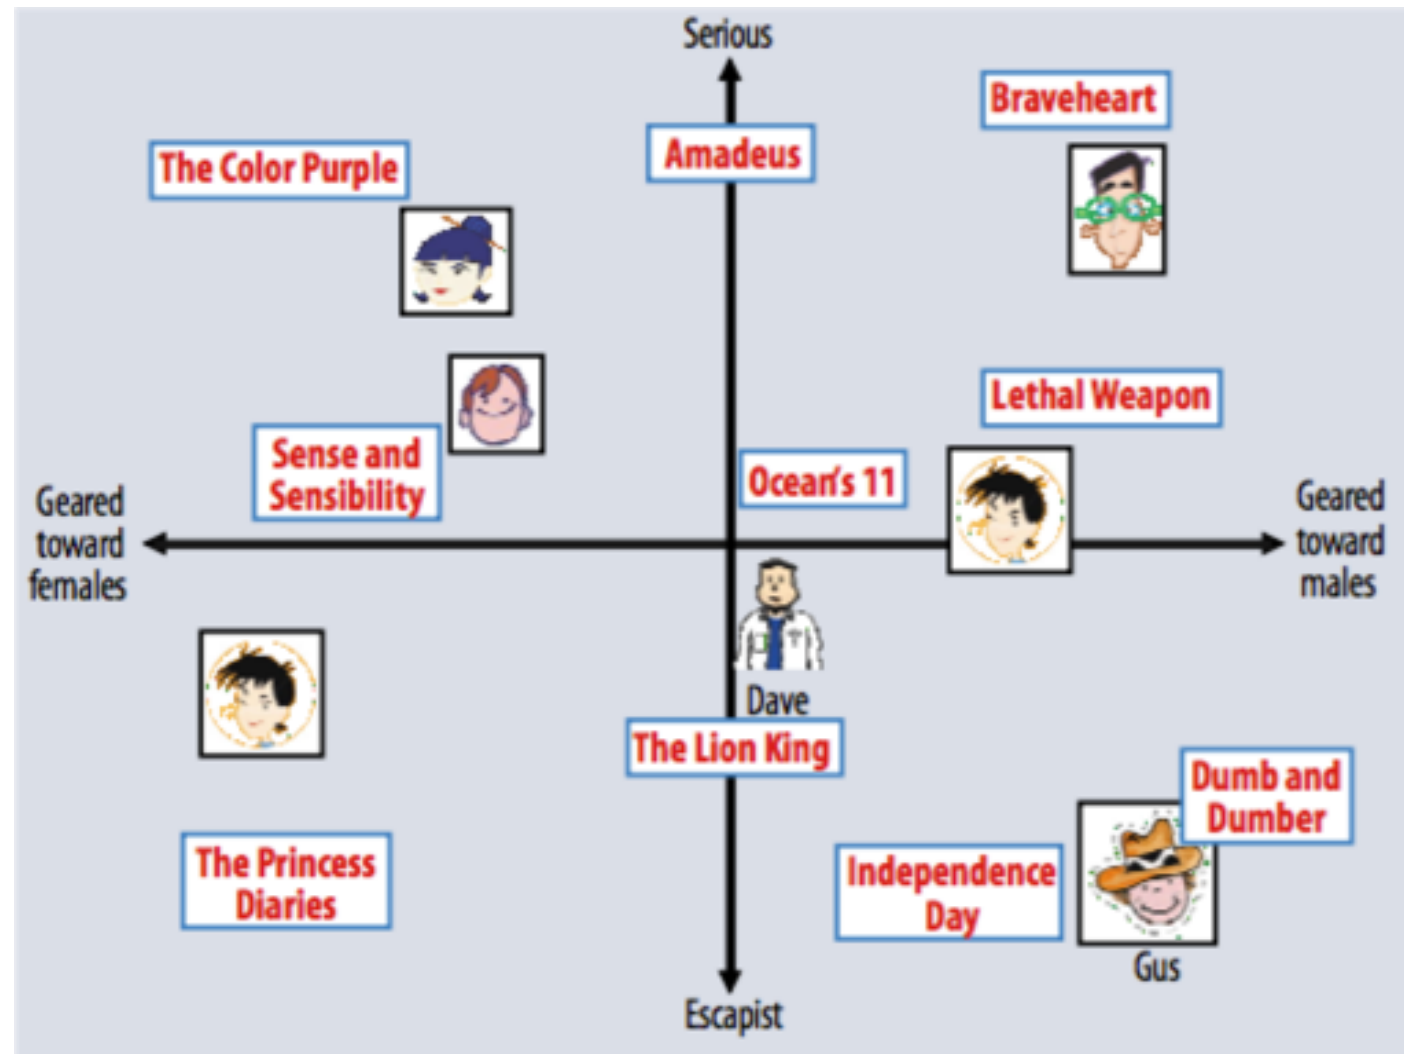 Serious
Braveheart
Amadeus
The Color Purple
Lethal Weapon
Sense and
Sensibility
Ocean's 11
Geared
toward
females
Geared
toward
males
Dave
The Lion King
Dumb and
Dumber
The Princess
Diaries
Independence
Day
Gus
Escapist